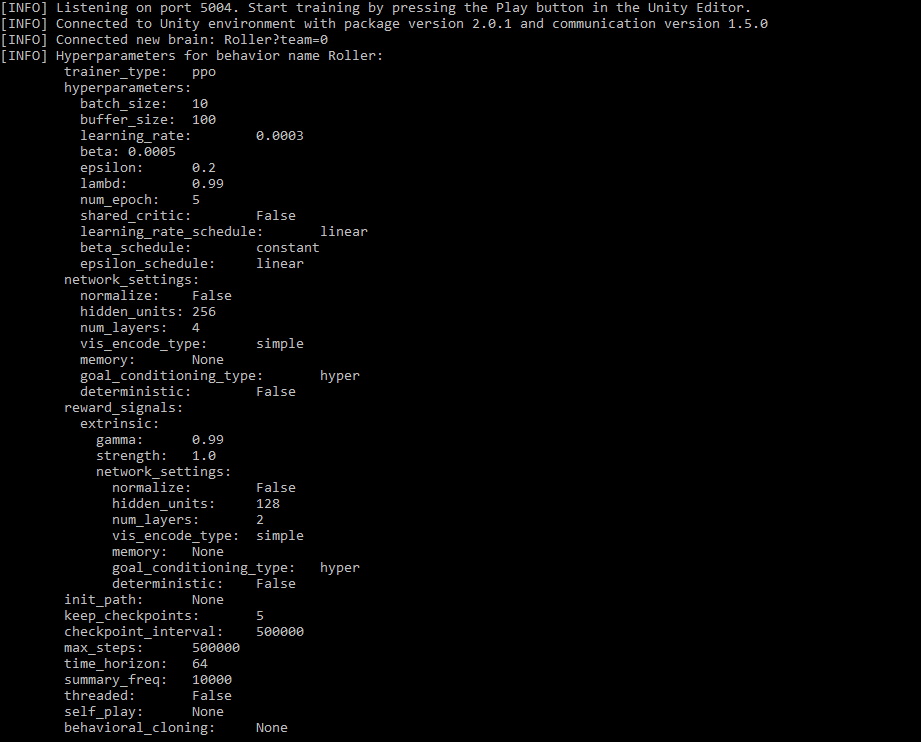 [INFO] Listening on port 5004. Start training by pressing the Play button in the Unity Editor.
[INFO] Connected to Unity environment with package version 2.0.1 and communication version 1.5.0
[INFO] Connected new brain: Roller?team=0
[INFO] Hyperparameters for behavior name Roller:
        trainer_type:   ppo
        hyperparameters:
          batch_size:   10
          buffer_size:  100
          learning_rate:        0.0003
          beta: 0.0005
          epsilon:      0.2
          lambd:        0.99
          num_epoch:    5
          shared_critic:        False
          learning_rate_schedule:       linear
          beta_schedule:        constant
          epsilon_schedule:     linear
        network_settings:
          normalize:    False
          hidden_units: 256
          num_layers:   4
          vis_encode_type:      simple
          memory:       None
          goal_conditioning_type:       hyper
          deterministic:        False
        reward_signals:
          extrinsic:
            gamma:      0.99
            strength:   1.0
            network_settings:
              normalize:        False
              hidden_units:     128
              num_layers:       2
              vis_encode_type:  simple
              memory:   None
              goal_conditioning_type:   hyper
              deterministic:    False
        init_path:      None
        keep_checkpoints:       5
        checkpoint_interval:    500000
        max_steps:      500000
        time_horizon:   64
        summary_freq:   10000
        threaded:       False
        self_play:      None
        behavioral_cloning:     None